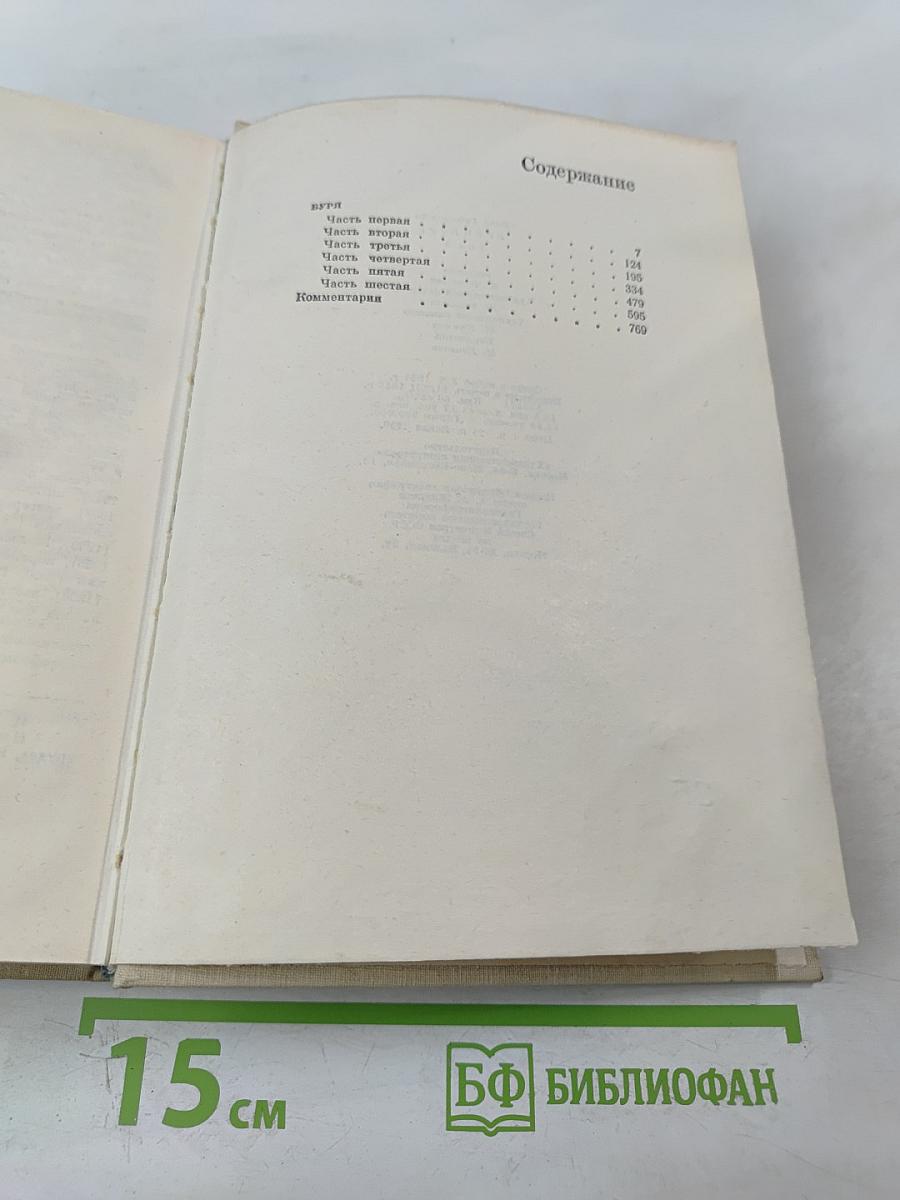 Содержание
БУРЯ
Часть первая . . . . . . . . . . 7
Часть вторая . . . . . . . . . . 124
Часть третья . . . . . . . . . . 195
Часть четвертая . . . . . . . . . 334
Часть пятая . . . . . . . . . . 479
Часть шестая . . . . . . . . . . 595
Комментарии . . . . . . . . . . 769
15 см
БФ БИБЛИОФАН